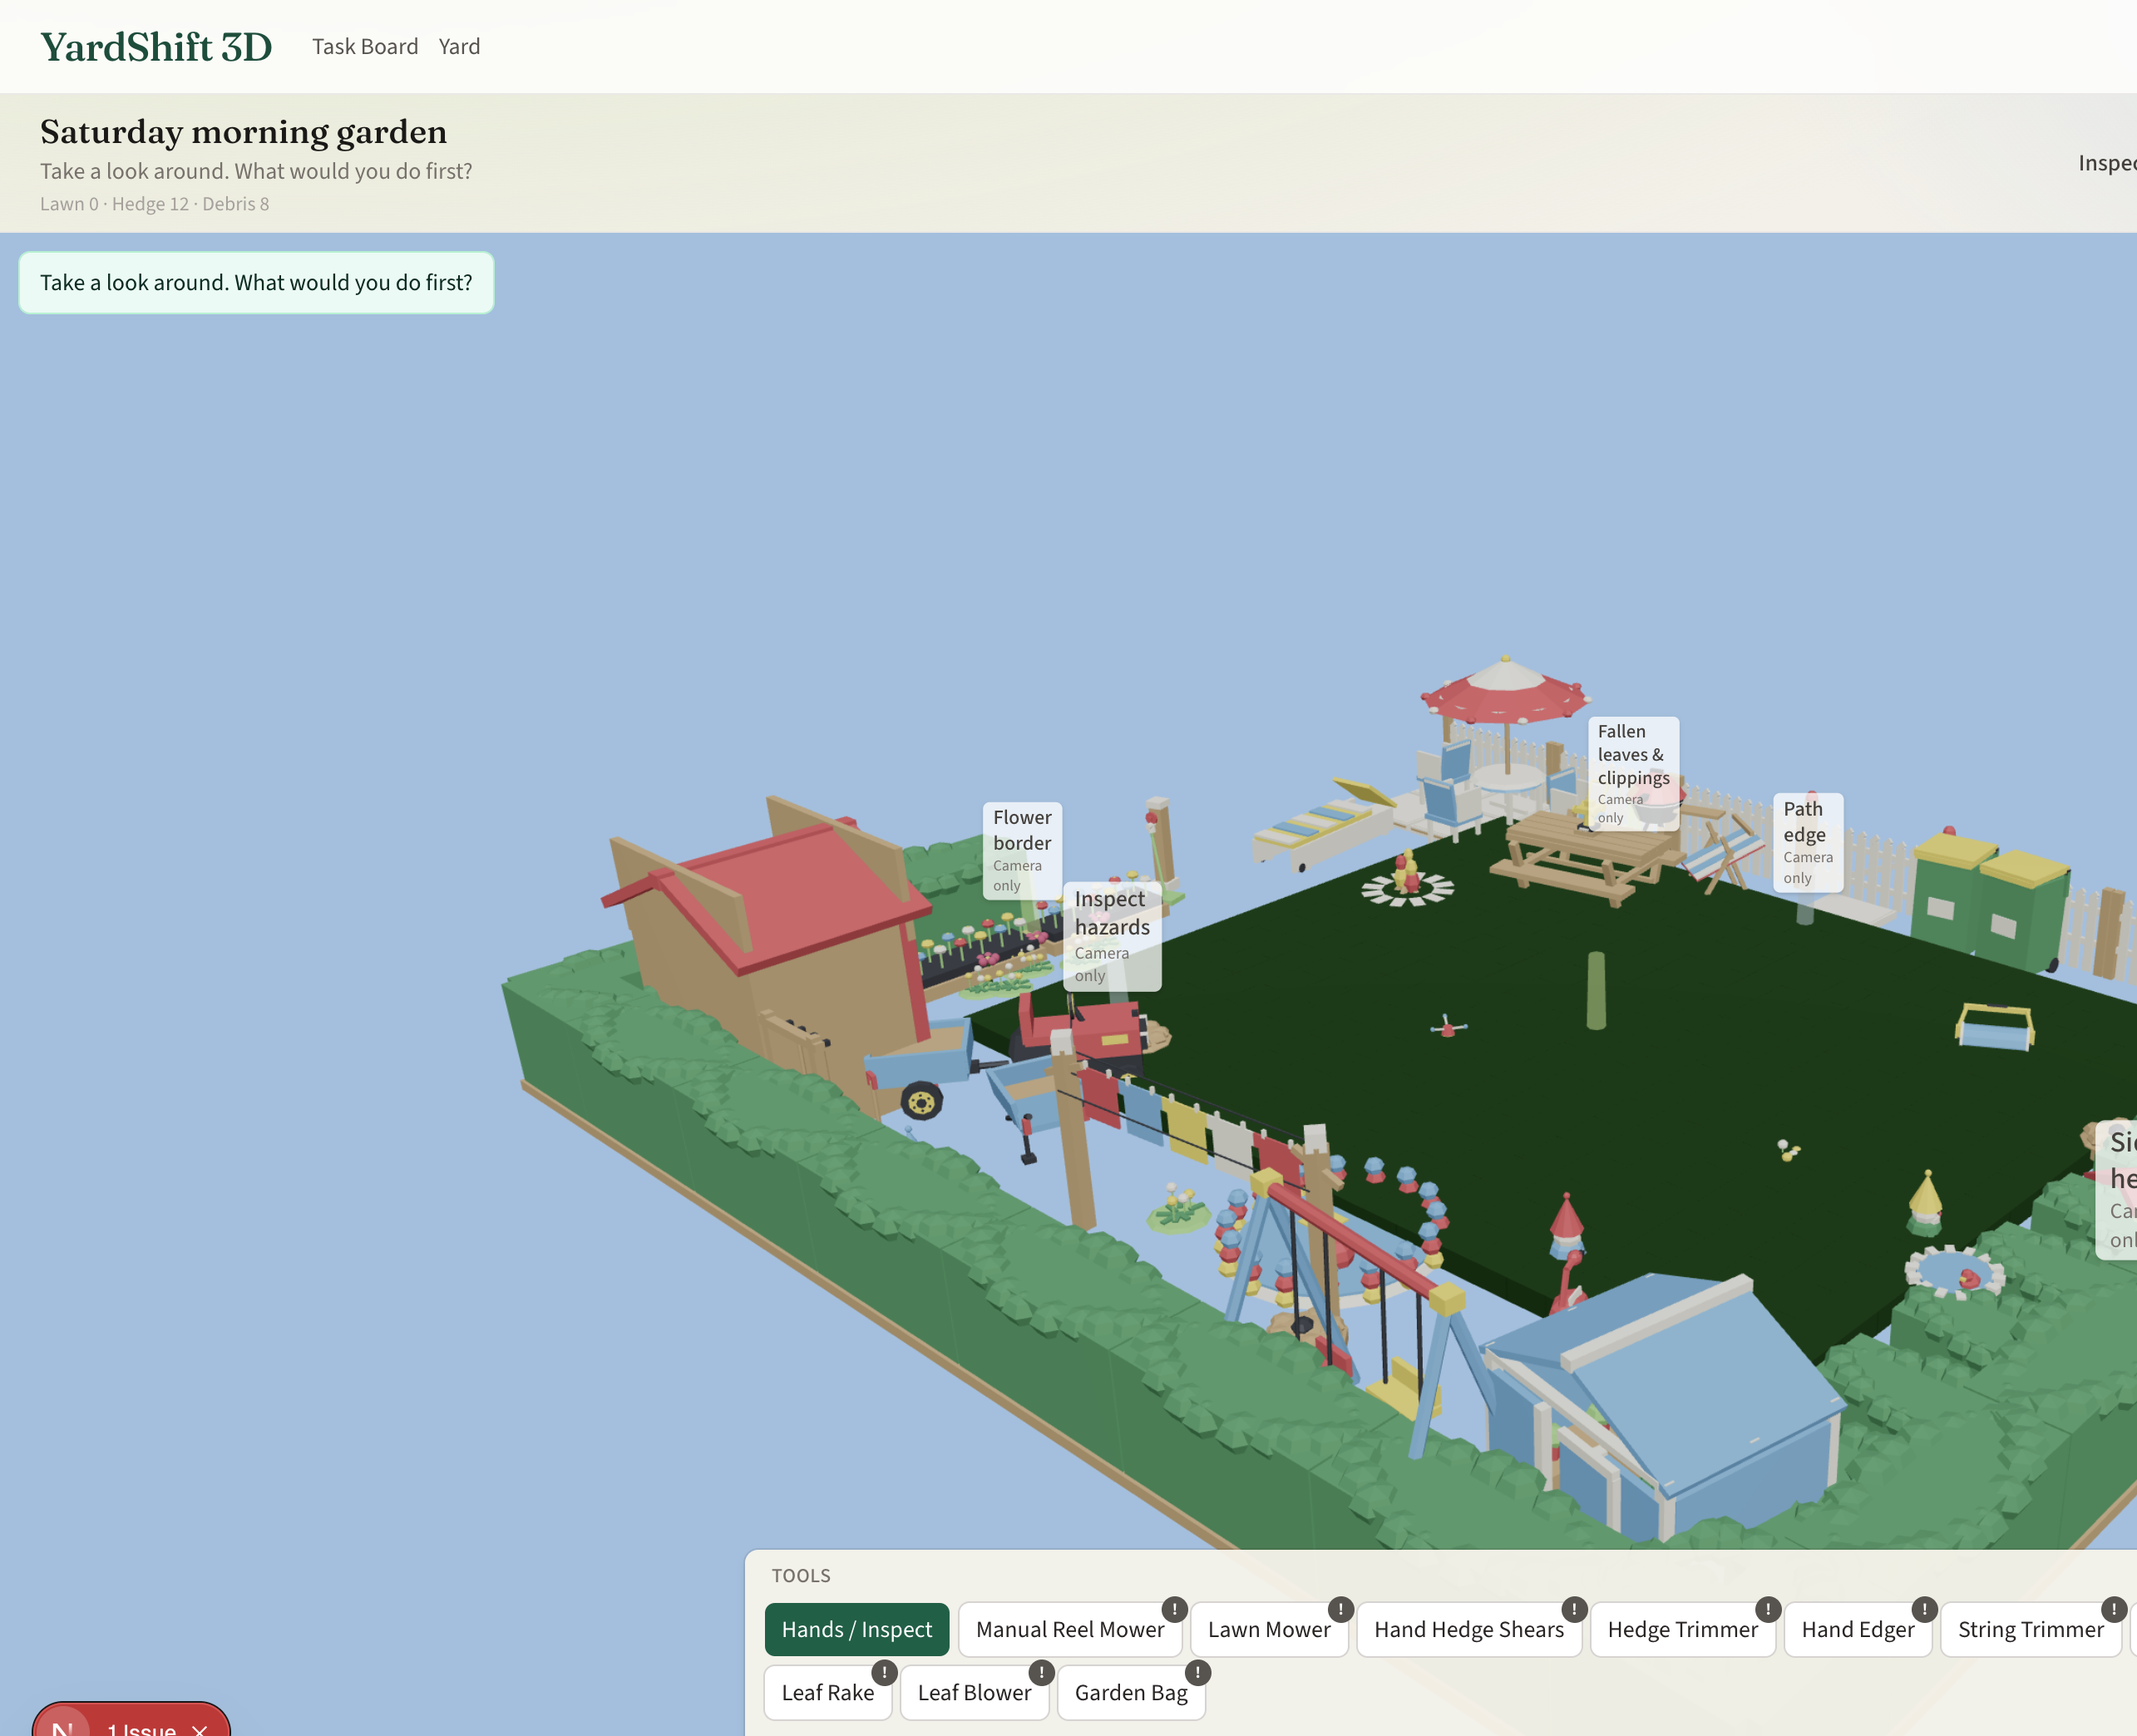 YardShift 3D
Task Board
Yard
Saturday morning garden
Take a look around. What would you do first?
Lawn 0 · Hedge 12 · Debris 8
Take a look around. What would you do first?
Fallen
leaves &
clippings
Camera
only
Path
edge
Camera
only
Flower
border
Camera
only
Inspect
hazards
Camera
only
TOOLS
Hands / Inspect
Manual Reel Mower
!
Lawn Mower
!
Hand Hedge Shears
!
Hedge Trimmer
!
Hand Edger
!
String Trimmer
!
Leaf Rake
!
Leaf Blower
!
Garden Bag
!
N
1 Issue